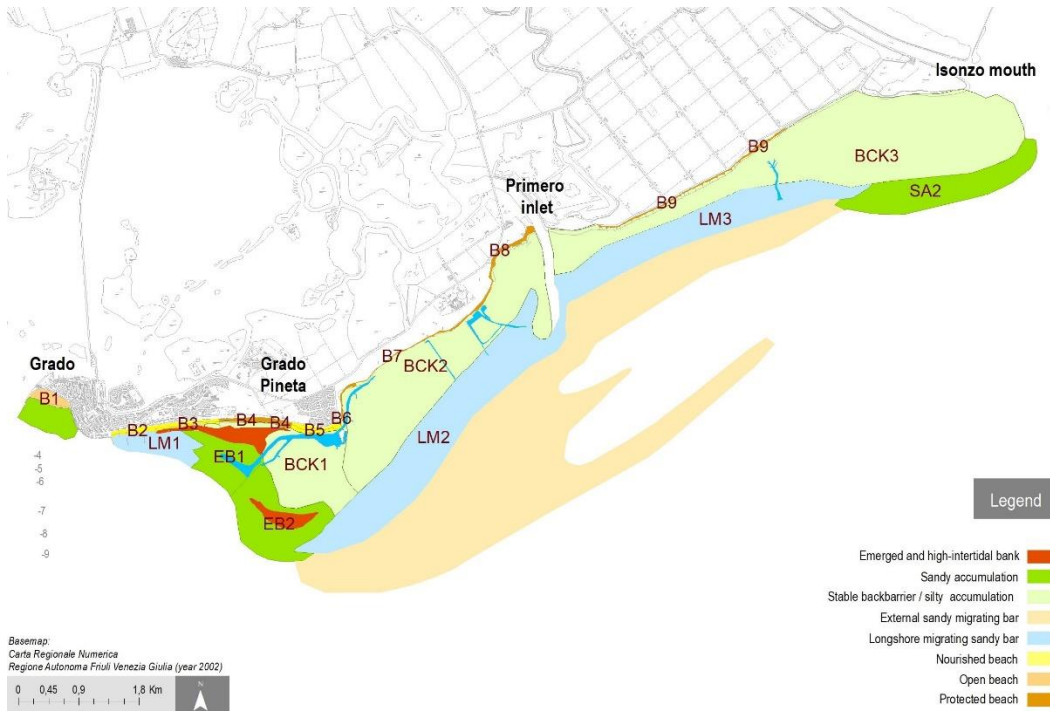 Isonzo mouth
B9
BCK3
Primero
inlet
SA2
B9
LM3
B8
B7
BCK2
Grado
Grado
Pineta
B1
B2
B3
B4
B4
B5
B6
LM1
LM2
EB1
BCK1
EB2
-4
-5
-6
-7
-8
-9
Legend
Emerged and high-intertidal bank
Sandy accumulation
Stable backbarrier / silty accumulation
External sandy migrating bar
Longshore migrating sandy bar
Nourished beach
Open beach
Protected beach
Basemap:
Carta Regionale Numerica
Regione Autonoma Friuli Venezia Giulia (year 2002)
0 0,45 0,9 1,8 Km
N